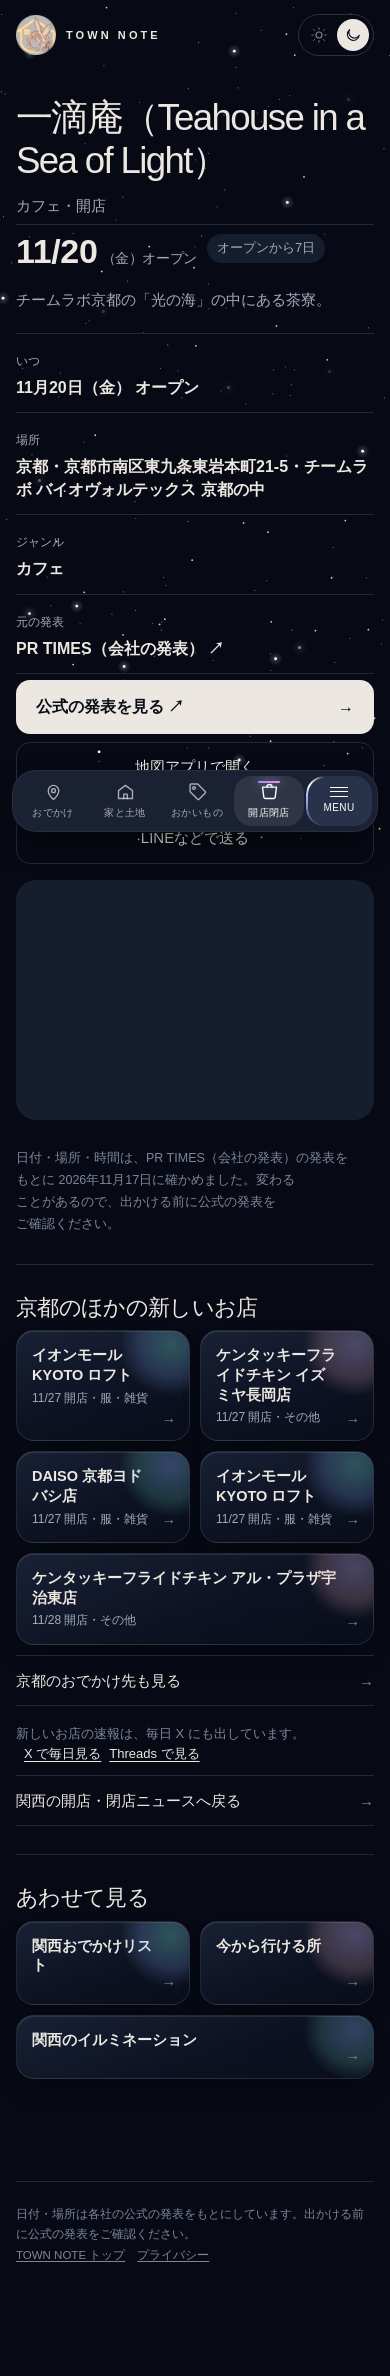 TOWN NOTE
一滴庵（Teahouse in a
Sea of Light）
カフェ・開店
11/20（金）オープン オープンから7日
チームラボ京都の「光の海」の中にある茶寮。
いつ
11月20日（金） オープン
場所
京都・京都市南区東九条東岩本町21-5・チームラ
ボ バイオヴォルテックス 京都の中
ジャンル
カフェ
元の発表
PR TIMES（会社の発表）↗
公式の発表を見る ↗ →
地図アプリで開く
おでかけ 家と土地 おかいもの 開店閉店 MENU
LINEなどで送る
日付・場所・時間は、PR TIMES（会社の発表）の発表を
もとに 2026年11月17日に確かめました。変わる
ことがあるので、出かける前に公式の発表を
ご確認ください。
京都のほかの新しいお店
イオンモール
KYOTO ロフト
11/27 開店・服・雑貨 →
ケンタッキーフラ
イドチキン イズ
ミヤ長岡店
11/27 開店・その他 →
DAISO 京都ヨド
バシ店
11/27 開店・服・雑貨 →
イオンモール
KYOTO ロフト
11/27 開店・服・雑貨 →
ケンタッキーフライドチキン アル・プラザ宇
治東店
11/28 開店・その他 →
京都のおでかけ先も見る →
新しいお店の速報は、毎日 X にも出しています。
X で毎日見る Threads で見る
関西の開店・閉店ニュースへ戻る →
あわせて見る
関西おでかけリス
ト →
今から行ける所 →
関西のイルミネーション →
日付・場所は各社の公式の発表をもとにしています。出かける前
に公式の発表をご確認ください。
TOWN NOTE トップ プライバシー